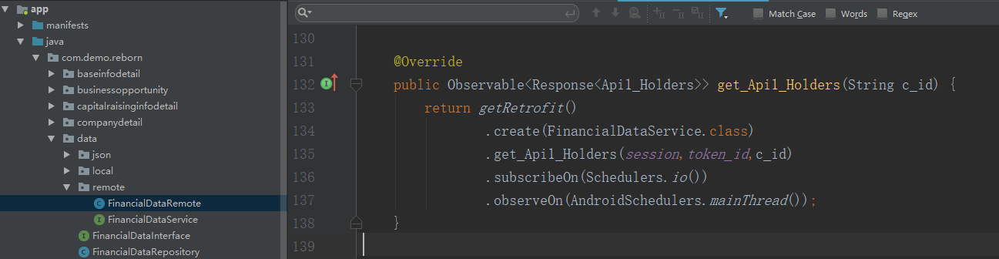 app
manifests
java
com.demo.reborn
baseinfodetail
businessopportunity
capitalraisinginfodetail
companydetail
data
json
local
remote
FinancialDataRemote
FinancialDataService
FinancialDataInterface
FinancialDataRepository
Match Case
Words
Regex
130
131 @Override
132 public Observable<Response<Apil_Holders>> get_Apil_Holders(String c_id) {
133 return getRetrofit()
134 .create(FinancialDataService.class)
135 .get_Apil_Holders(session,token_id,c_id)
136 .subscribeOn(Schedulers.io())
137 .observeOn(AndroidSchedulers.mainThread());
138 }
139